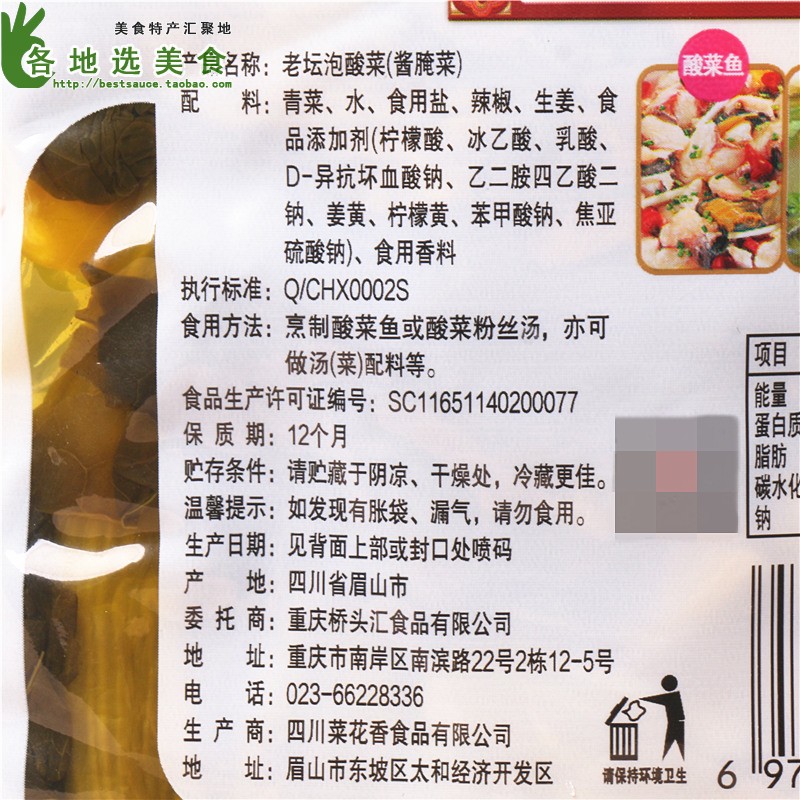 美食特产汇聚地
各地选美食
http://bestsauce.taobao.com
名称：老坛泡酸菜(酱腌菜)
酸菜鱼
配 料：青菜、水、食用盐、辣椒、生姜、食
品添加剂(柠檬酸、冰乙酸、乳酸、
D-异抗坏血酸钠、乙二胺四乙酸二
钠、姜黄、柠檬黄、苯甲酸钠、焦亚
硫酸钠)、食用香料
执行标准：Q/CHX0002S
食用方法：烹制酸菜鱼或酸菜粉丝汤，亦可
做汤(菜)配料等。
食品生产许可证编号：SC11651140200077
保 质 期：12个月
贮存条件：请贮藏于阴凉、干燥处，冷藏更佳。
温馨提示：如发现有胀袋、漏气，请勿食用。
生产日期：见背面上部或封口处喷码
产 地：四川省眉山市
委 托 商：重庆桥头汇食品有限公司
地 址：重庆市南岸区南滨路22号2栋12-5号
电 话：023-66228336
生 产 商：四川菜花香食品有限公司
地 址：眉山市东坡区太和经济开发区
项目
能量
蛋白质
脂肪
碳水化
钠
请保持环境卫生
6 97